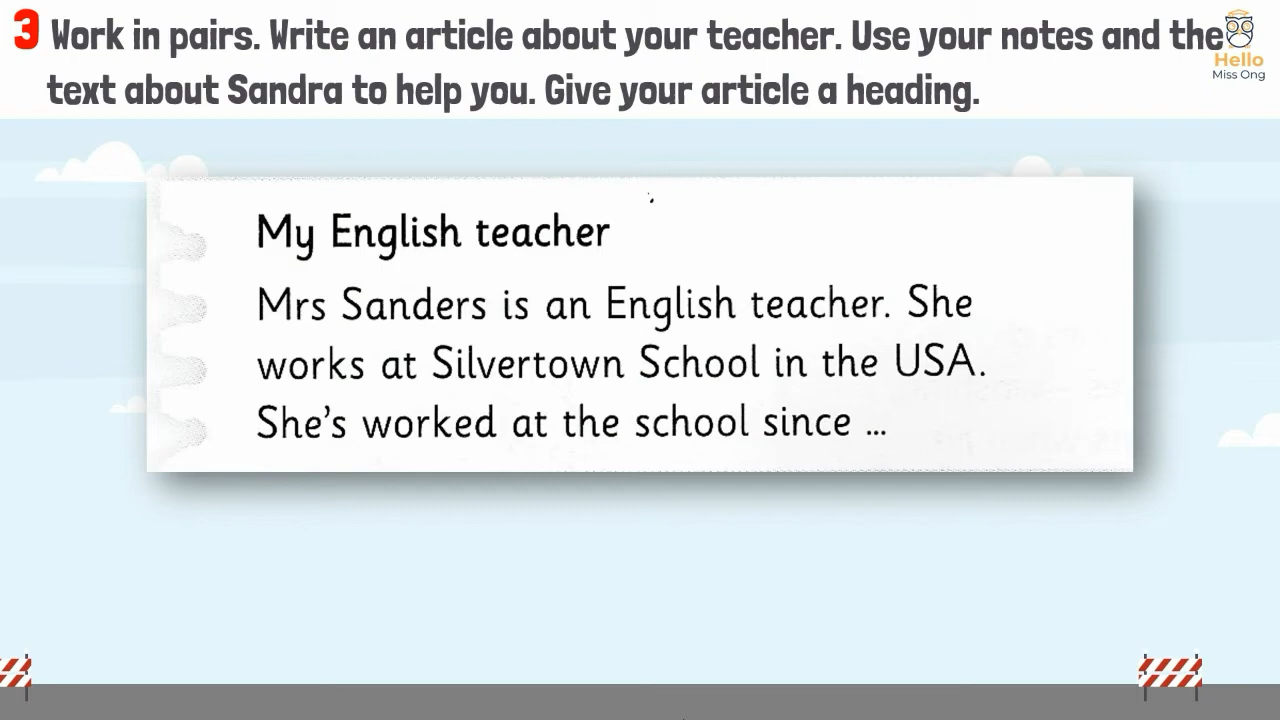 3 Work in pairs. Write an article about your teacher. Use your notes and the
text about Sandra to help you. Give your article a heading.
Hello
Miss Ong
My English teacher
Mrs Sanders is an English teacher. She
works at Silvertown School in the USA.
She's worked at the school since ...